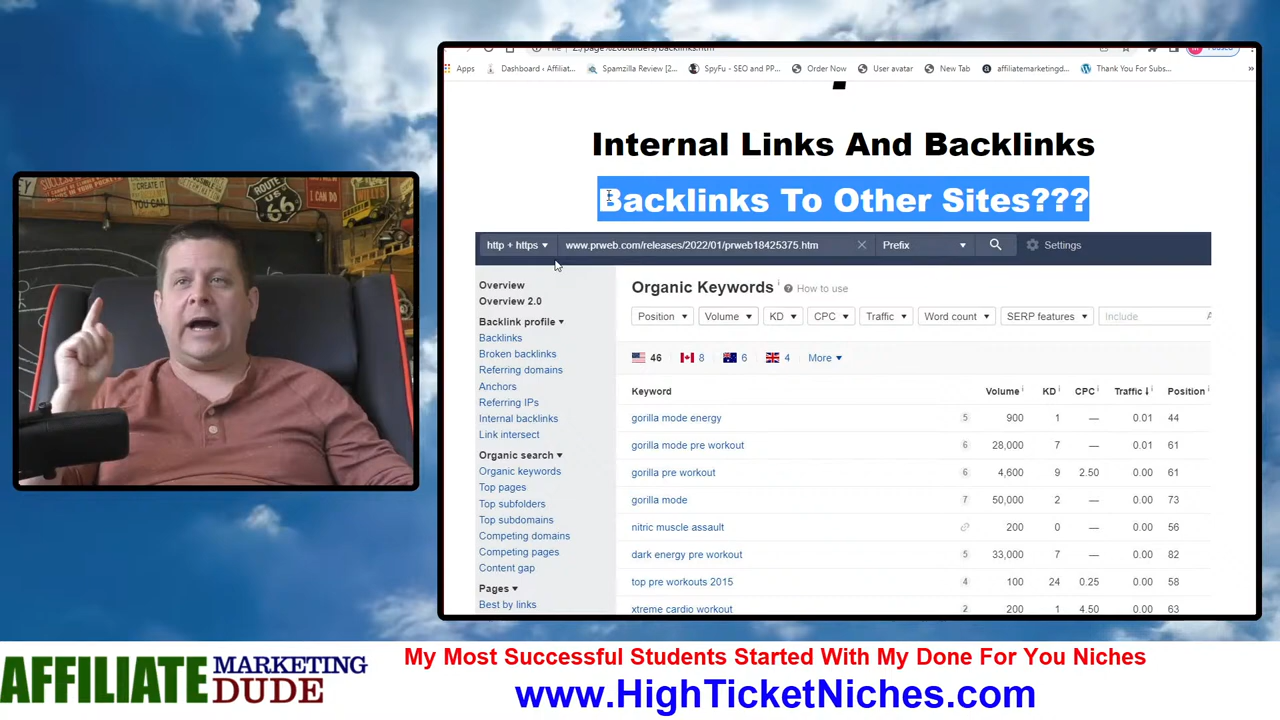 CREATE IT
ROUTE
US
66
I CAN DO
Apps
Dashboard ‹ Affiliat...
Spamzilla Review [2...
SpyFu - SEO and PP...
Order Now
User avatar
New Tab
affiliatemarketingd...
Thank You For Subs...
»
Internal Links And Backlinks
Backlinks To Other Sites???
http + https
www.prweb.com/releases/2022/01/prweb18425375.htm
Prefix
Settings
Overview
Overview 2.0
Backlink profile
Backlinks
Broken backlinks
Referring domains
Anchors
Referring IPs
Internal backlinks
Link intersect
Organic search
Organic keywords
Top pages
Top subfolders
Top subdomains
Competing domains
Competing pages
Content gap
Pages
Best by links
Organic Keywords
How to use
Position
Volume
KD
CPC
Traffic
Word count
SERP features
Include
46
8
6
4
More
Keyword Volume KD CPC Traffic Position
gorilla mode energy 5 900 1 — 0.01 44
gorilla mode pre workout 6 28,000 7 — 0.01 61
gorilla pre workout 6 4,600 9 2.50 0.00 61
gorilla mode 7 50,000 2 — 0.00 73
nitric muscle assault 200 0 — 0.00 56
dark energy pre workout 5 33,000 7 — 0.00 82
top pre workouts 2015 4 100 24 0.25 0.00 58
xtreme cardio workout 2 200 1 4.50 0.00 63
AFFILIATE MARKETING DUDE
My Most Successful Students Started With My Done For You Niches
www.HighTicketNiches.com